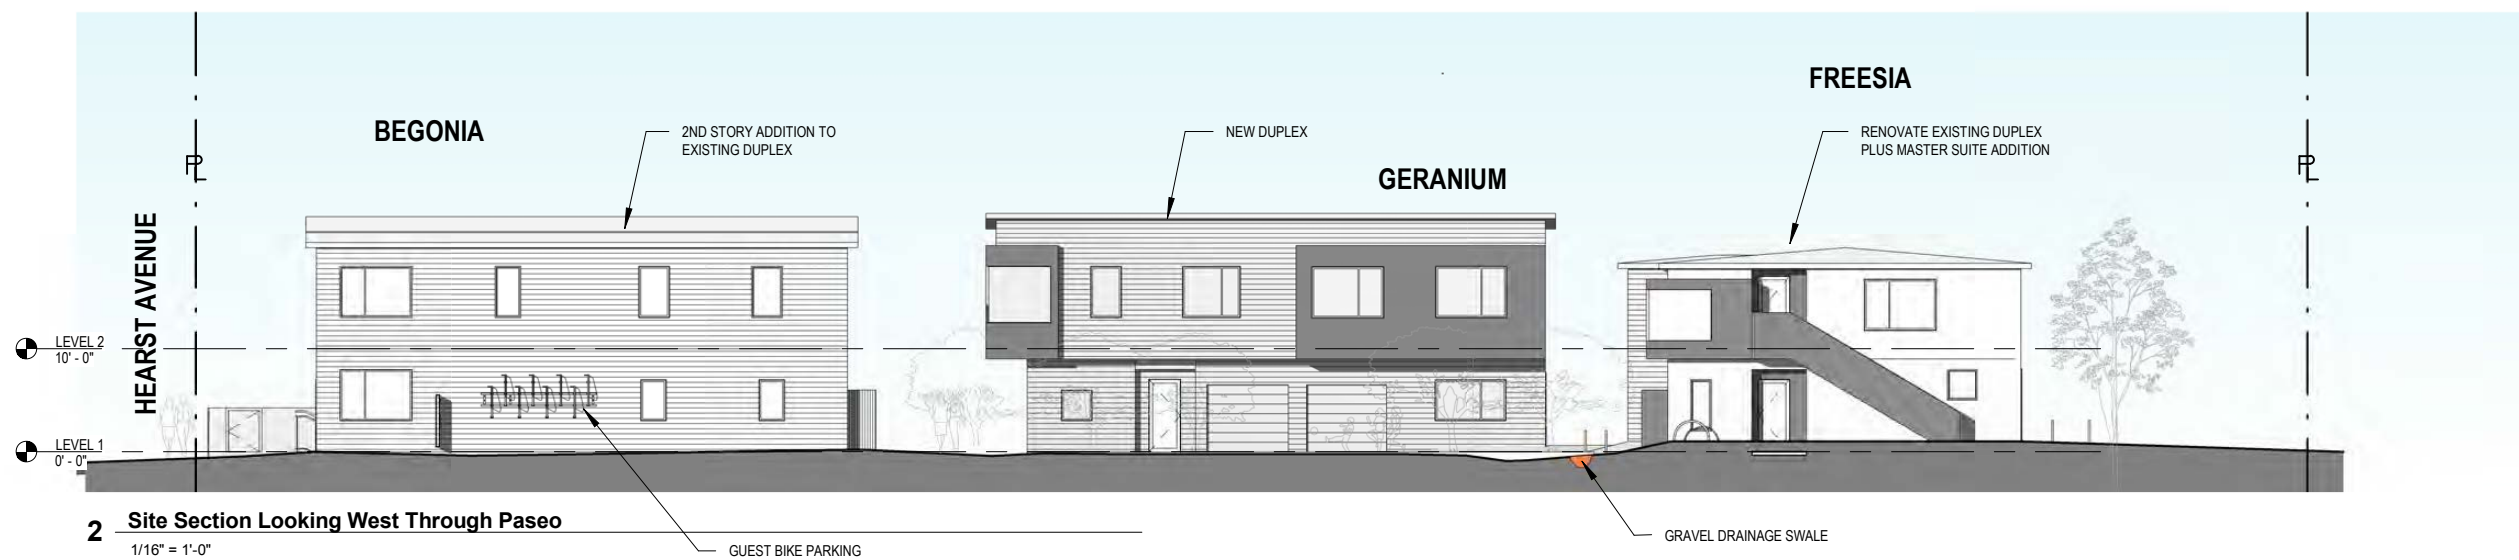 FREESIA
BEGONIA
2ND STORY ADDITION TO
EXISTING DUPLEX
NEW DUPLEX
RENOVATE EXISTING DUPLEX
PLUS MASTER SUITE ADDITION
PL
PL
GERANIUM
HEARST AVENUE
LEVEL 2
10' - 0"
LEVEL 1
0' - 0"
2 Site Section Looking West Through Paseo
1/16" = 1'-0"
GUEST BIKE PARKING
GRAVEL DRAINAGE SWALE